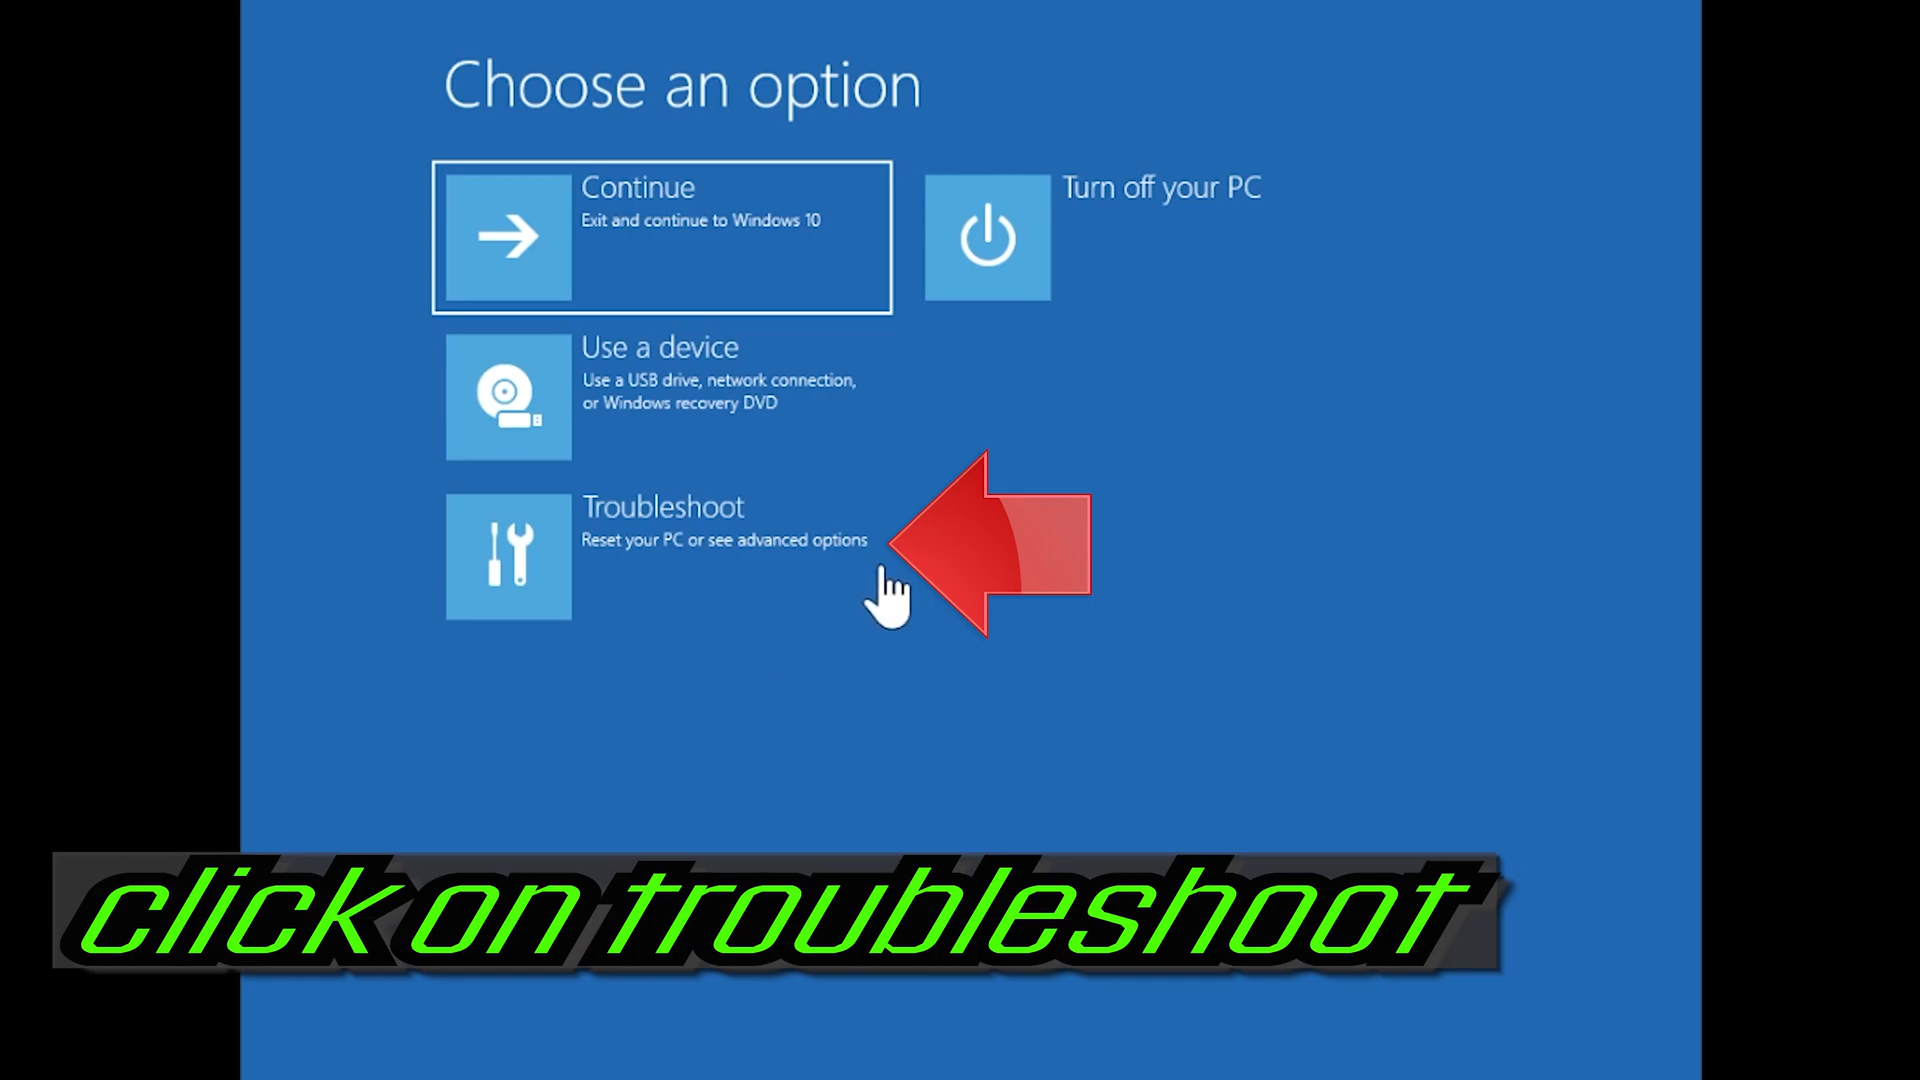 Choose an option
Continue
Exit and continue to Windows 10
Turn off your PC
Use a device
Use a USB drive, network connection,
or Windows recovery DVD
Troubleshoot
Reset your PC or see advanced options
click on troubleshoot